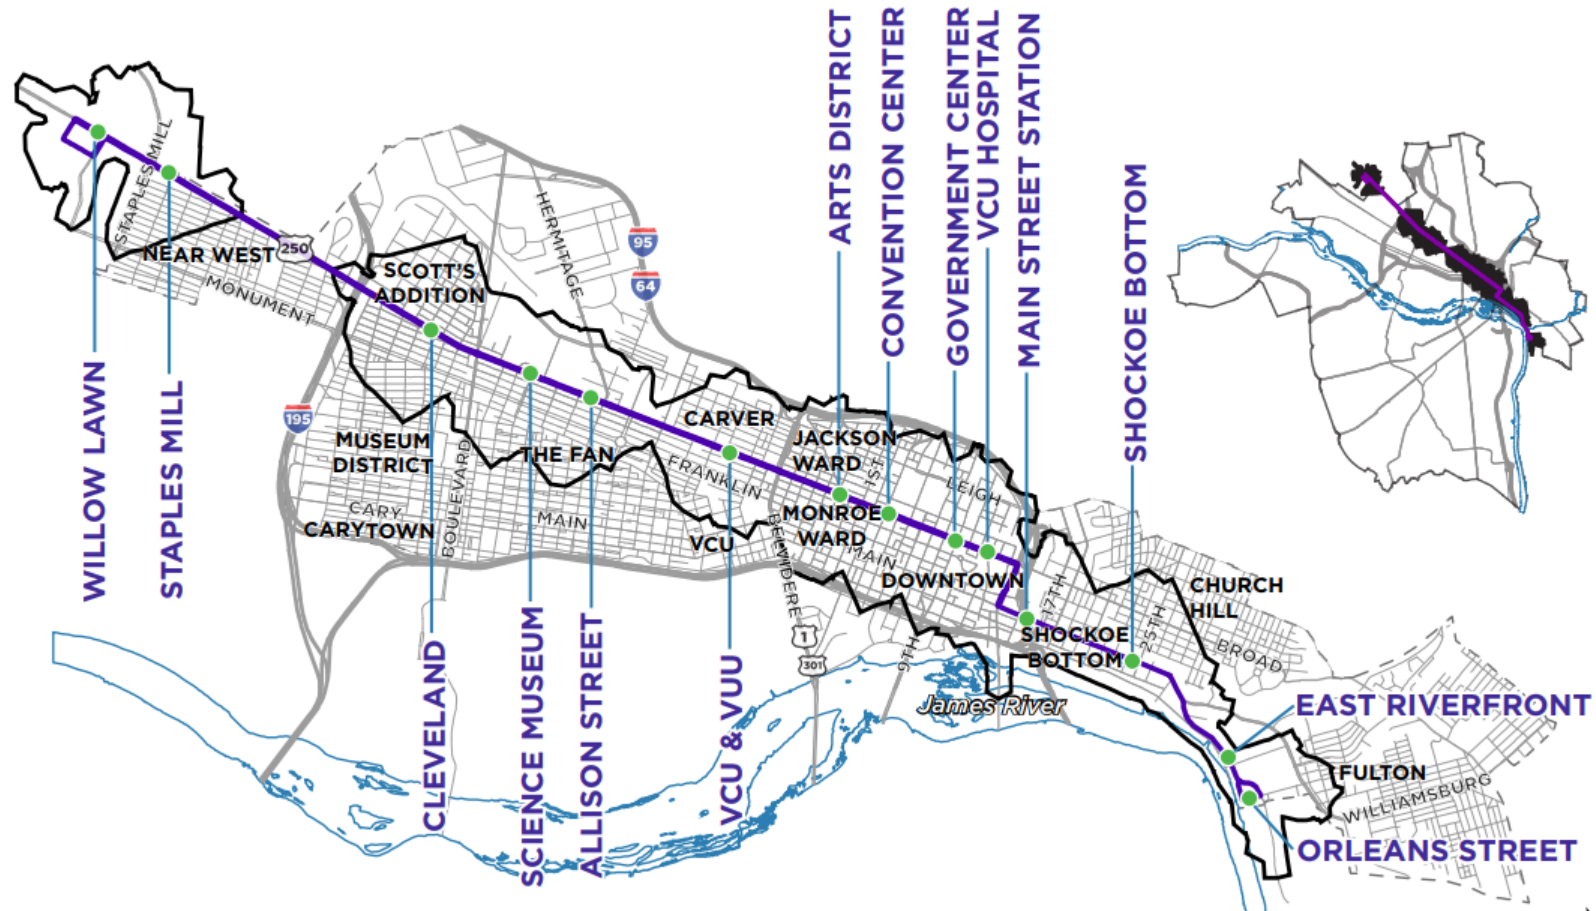 ARTS DISTRICT
CONVENTION CENTER
GOVERNMENT CENTER
VCU HOSPITAL
MAIN STREET STATION
SHOCKOE BOTTOM
STAPLES MILL
NEAR WEST
250
MONUMENT
HERMITAGE
95
64
SCOTT'S
ADDITION
195
WILLOW LAWN
STAPLES MILL
MUSEUM
DISTRICT
BOULEVARD
THE FAN
CARY
CARYTOWN
MAIN
CARVER
FRANKLIN
VCU
JACKSON
WARD
1ST
LEIGH
MONROE
WARD
MAIN
BELVIDERE
DOWNTOWN
17TH
CHURCH
HILL
25TH
BROAD
SHOCKOE
BOTTOM
1
301
9TH
James River
CLEVELAND
SCIENCE MUSEUM
ALLISON STREET
VCU & VUU
EAST RIVERFRONT
FULTON
WILLIAMSBURG
ORLEANS STREET